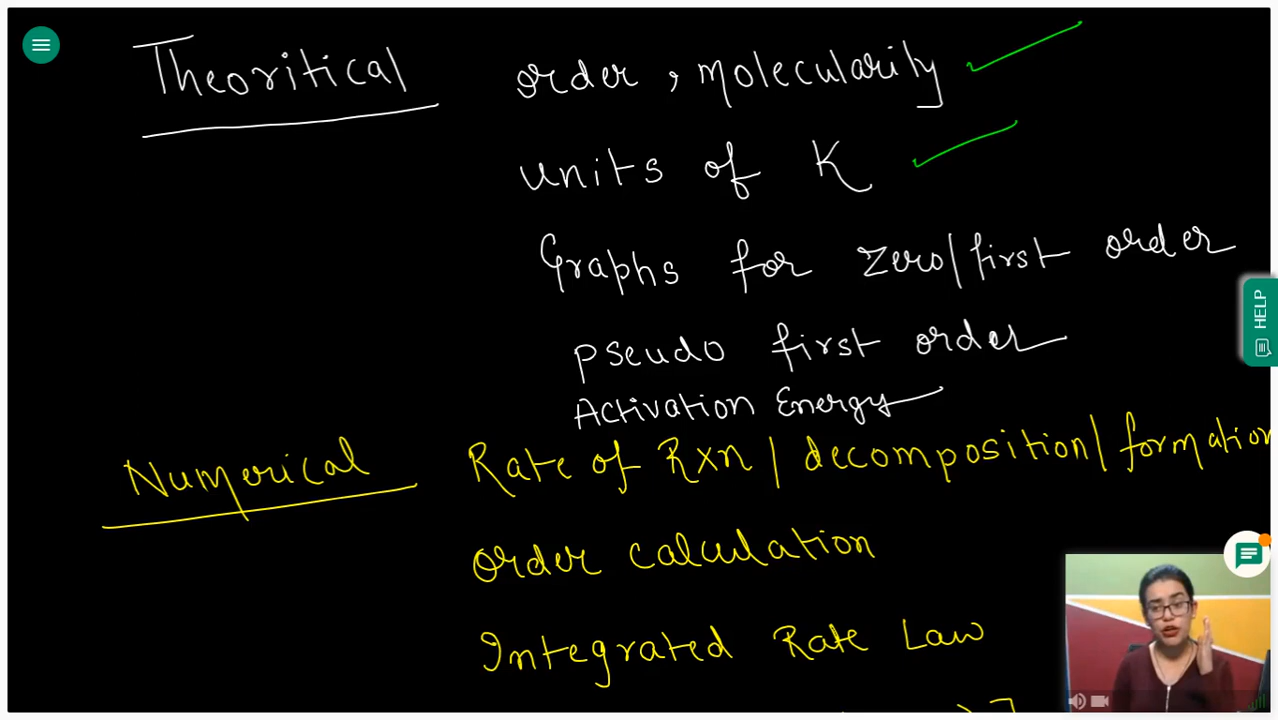 Theoritical order, molecularity
units of K
Graphs for zero/first order
pseudo first order
Activation Energy
Numerical Rate of Rxn / decomposition / formation
order calculation
Integrated Rate Law
HELP